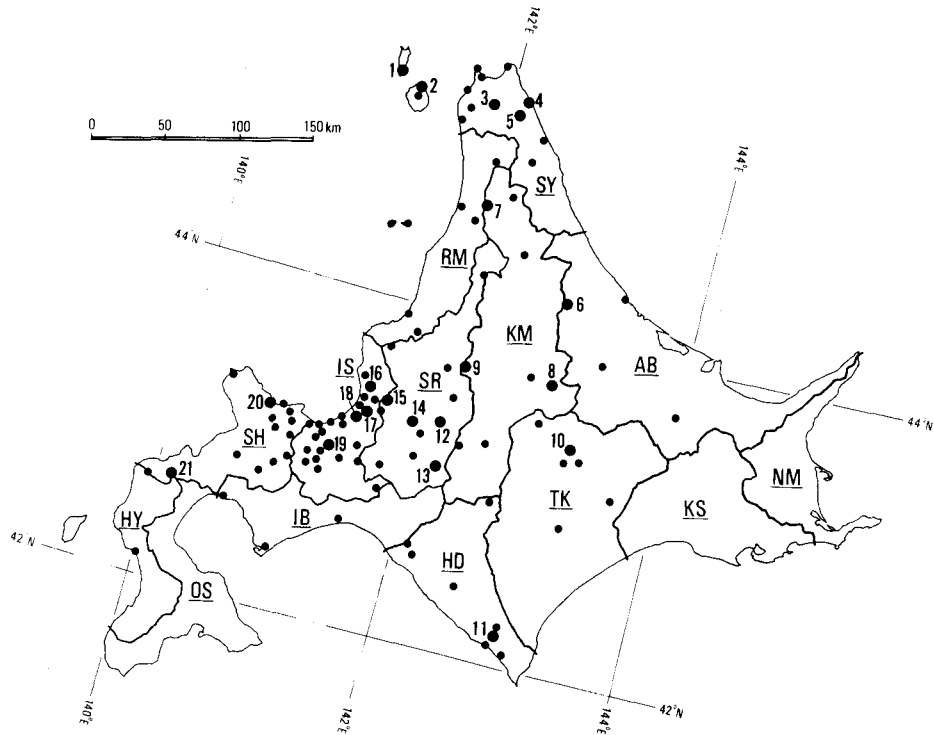 142°E
1
2
3
4
5
0 50 100 150 km
140°E
144°E
SY
7
44°N
RM
6
KM
IS
9
16
SR
AB
8
18
15
20
14
17
12
44°N
10
SH
19
13
21
TK
NM
IB
KS
HY
42°N
HD
OS
11
140°E
142°E
144°E
42°N